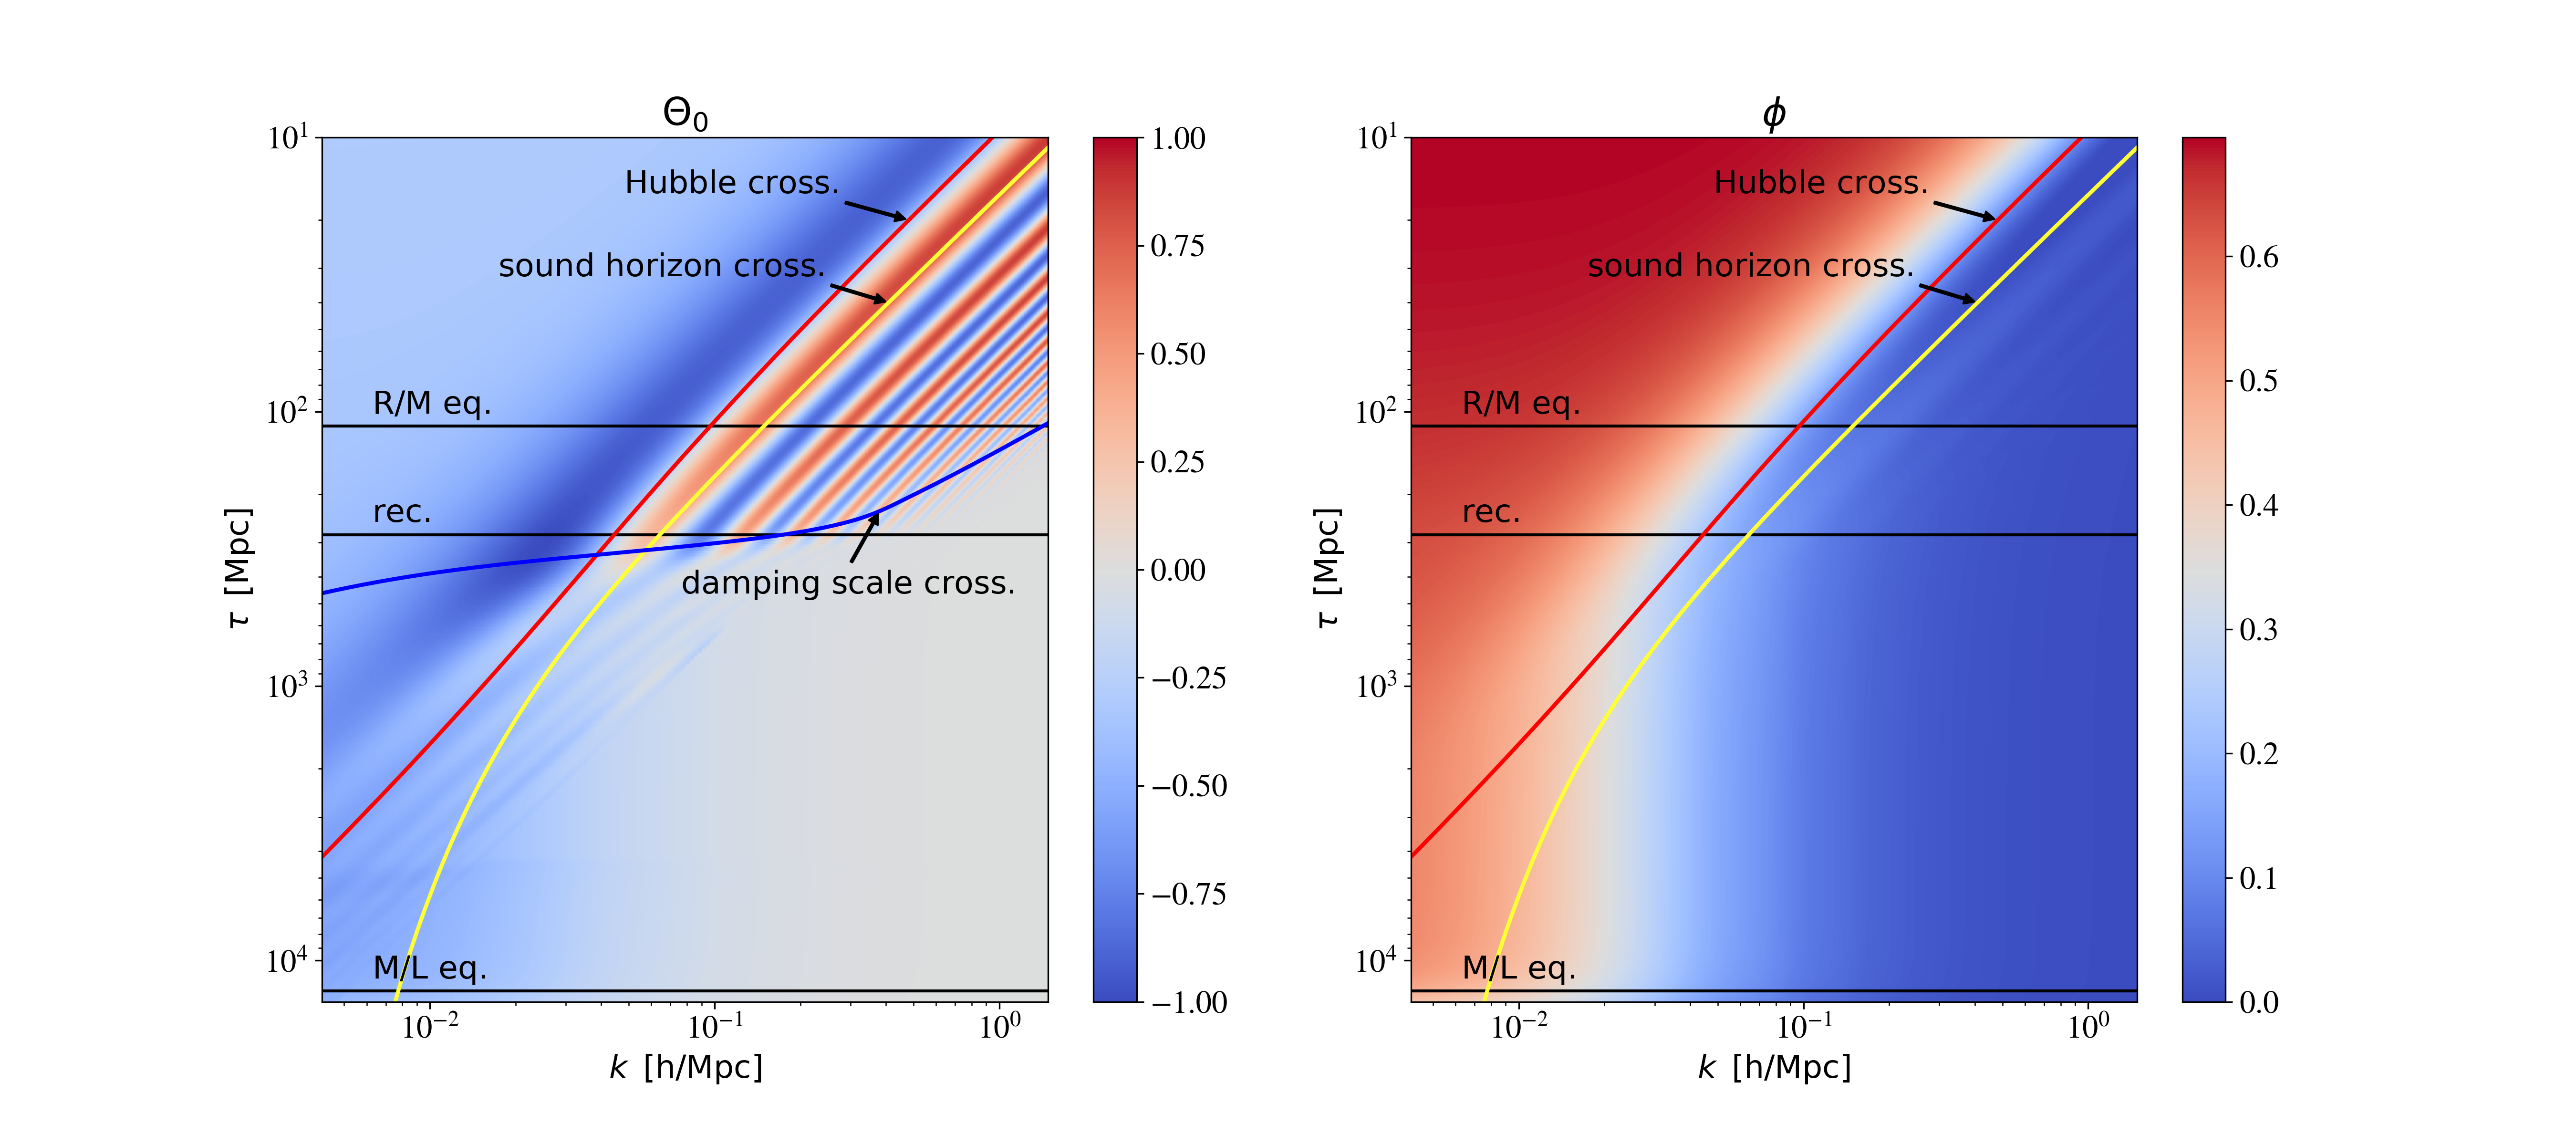 Θ₀
Hubble cross.
sound horizon cross.
R/M eq.
rec.
damping scale cross.
M/L eq.
10¹
10²
10³
10⁴
τ [Mpc]
10⁻²
10⁻¹
10⁰
k [h/Mpc]
1.00
0.75
0.50
0.25
0.00
−0.25
−0.50
−0.75
−1.00
ϕ
Hubble cross.
sound horizon cross.
R/M eq.
rec.
M/L eq.
10¹
10²
10³
10⁴
τ [Mpc]
10⁻²
10⁻¹
10⁰
k [h/Mpc]
0.6
0.5
0.4
0.3
0.2
0.1
0.0